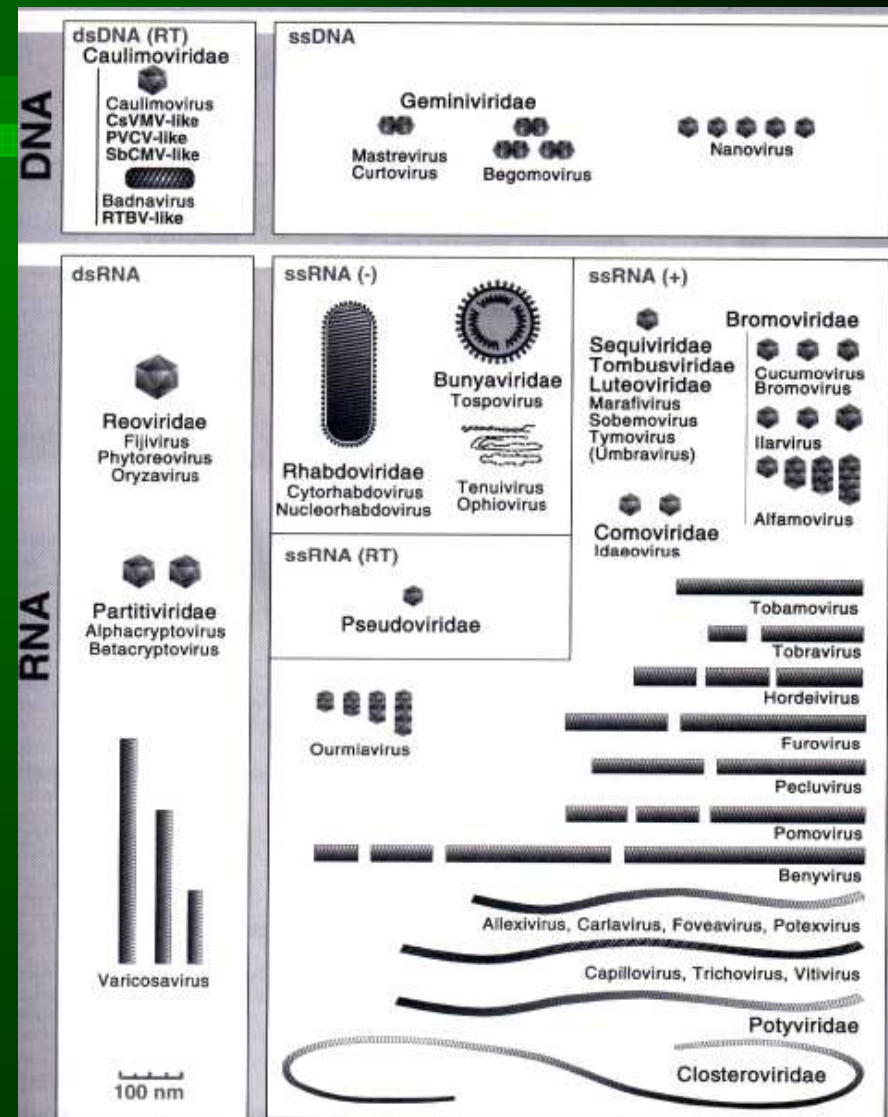 DNA
dsDNA (RT)
Caulimoviridae
Caulimovirus
CsVMV-like
PVCV-like
SbCMV-like
Badnavirus
RTBV-like
ssDNA
Geminiviridae
Mastrevirus
Curtovirus
Begomovirus
Nanovirus
RNA
dsRNA
Reoviridae
Fijivirus
Phytoreovirus
Oryzavirus
Partitiviridae
Alphacryptovirus
Betacryptovirus
Varicosavirus
100 nm
ssRNA (-)
Rhabdoviridae
Cytorhabdovirus
Nucleorhabdovirus
Bunyaviridae
Tospovirus
Tenuivirus
Ophiovirus
ssRNA (RT)
Pseudoviridae
ssRNA (+)
Sequiviridae
Tombusviridae
Luteoviridae
Marafivirus
Sobemovirus
Tymovirus
(Umbravirus)
Comoviridae
Idaeovirus
Bromoviridae
Cucumovirus
Bromovirus
Ilarvirus
Alfamovirus
Ourmiavirus
Tobamovirus
Tobravirus
Hordeivirus
Furovirus
Pecluvirus
Pomovirus
Benyvirus
Allexivirus, Carlavirus, Foveavirus, Potexvirus
Capillovirus, Trichovirus, Vitivirus
Potyviridae
Closteroviridae